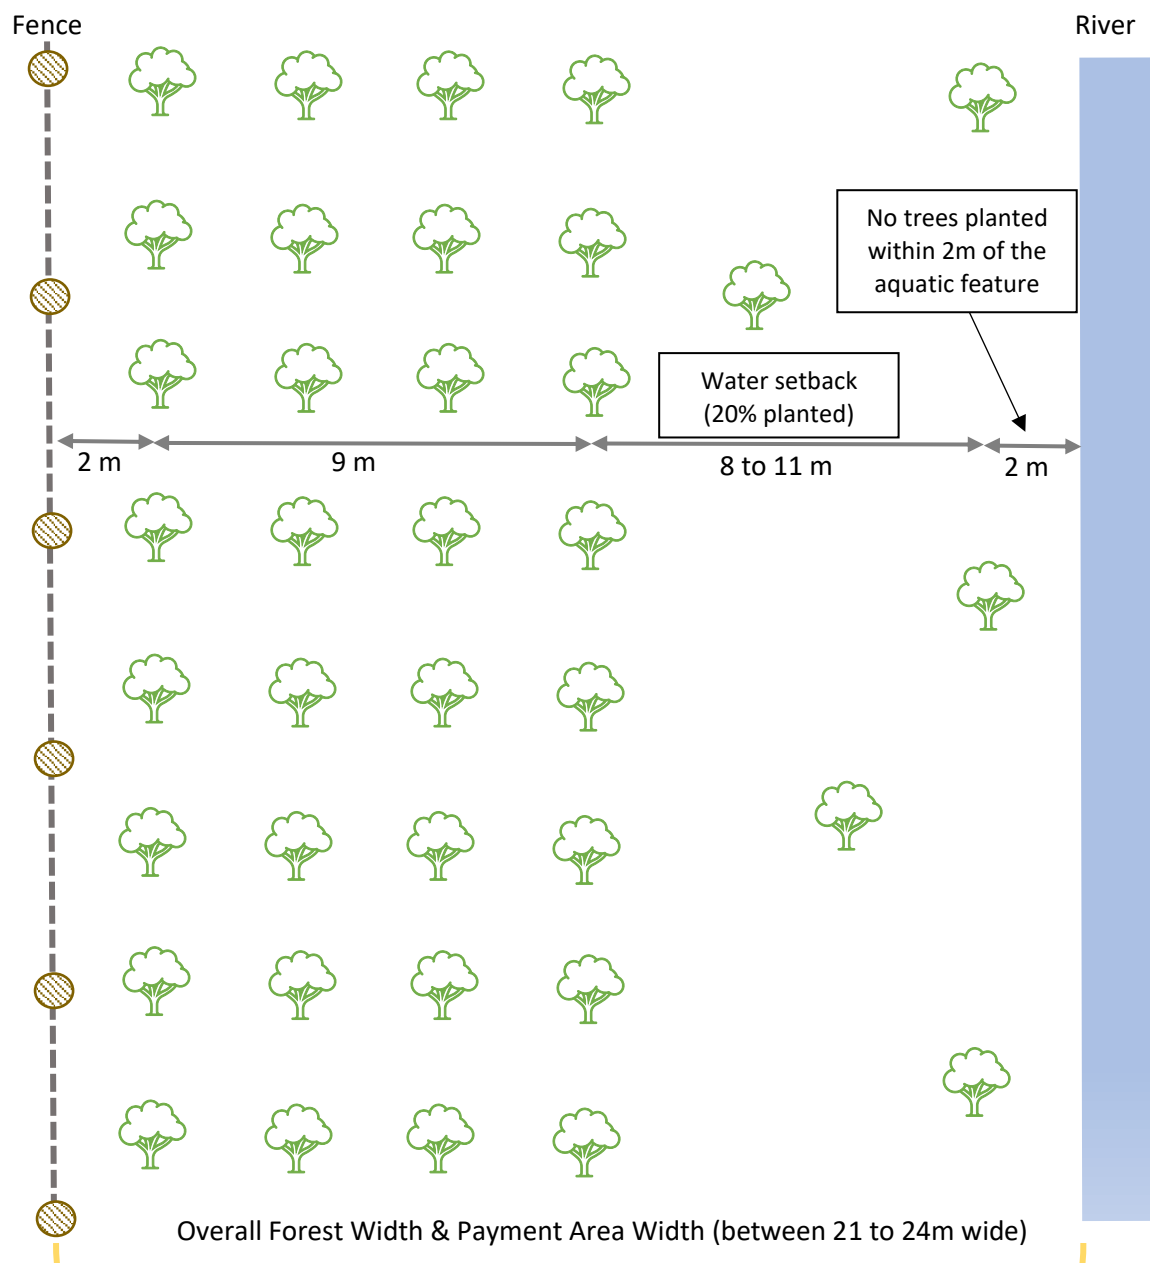 Fence
River
No trees planted
within 2m of the
aquatic feature
Water setback
(20% planted)
2 m
9 m
8 to 11 m
2 m
Overall Forest Width & Payment Area Width (between 21 to 24m wide)